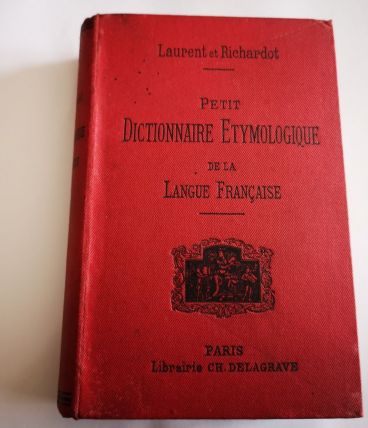 Laurent et Richardot
PETIT
DICTIONNAIRE ETYMOLOGIQUE
DE LA
LANGUE FRANÇAISE
PARIS
Librairie CH. DELAGRAVE